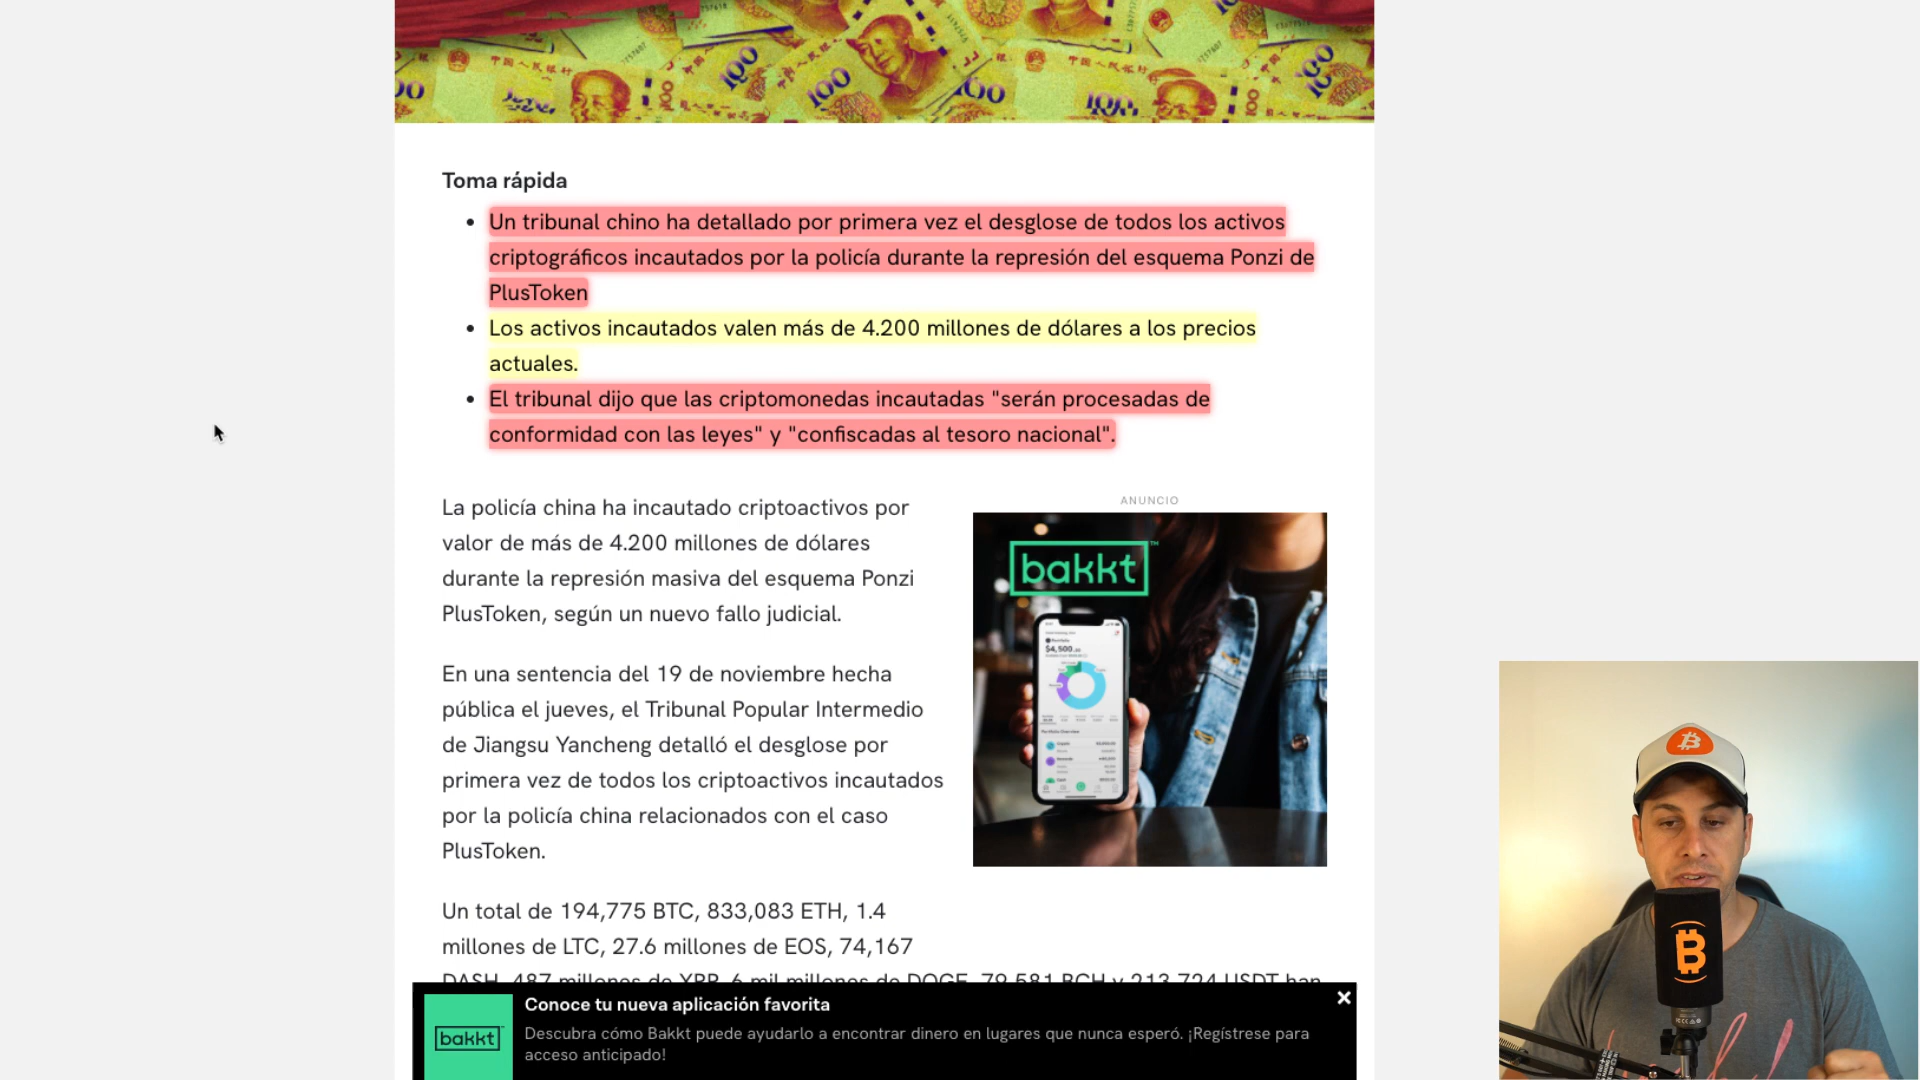 100
100
100
100
100
100
100
Toma rápida
• Un tribunal chino ha detallado por primera vez el desglose de todos los activos
criptográficos incautados por la policía durante la represión del esquema Ponzi de
PlusToken
• Los activos incautados valen más de 4.200 millones de dólares a los precios
actuales.
• El tribunal dijo que las criptomonedas incautadas "serán procesadas de
conformidad con las leyes" y "confiscadas al tesoro nacional".
La policía china ha incautado criptoactivos por
valor de más de 4.200 millones de dólares
durante la represión masiva del esquema Ponzi
PlusToken, según un nuevo fallo judicial.
En una sentencia del 19 de noviembre hecha
pública el jueves, el Tribunal Popular Intermedio
de Jiangsu Yancheng detalló el desglose por
primera vez de todos los criptoactivos incautados
por la policía china relacionados con el caso
PlusToken.
Un total de 194,775 BTC, 833,083 ETH, 1.4
millones de LTC, 27.6 millones de EOS, 74,167
DASH, 487 millones de XRP, 6 mil millones de DOGE, 79,581 BCH y 213,724 USDT han
ANUNCIO
bakkt™
$4,500
Conoce tu nueva aplicación favorita
bakkt
Descubra cómo Bakkt puede ayudarlo a encontrar dinero en lugares que nunca esperó. ¡Regístrese para
acceso anticipado!